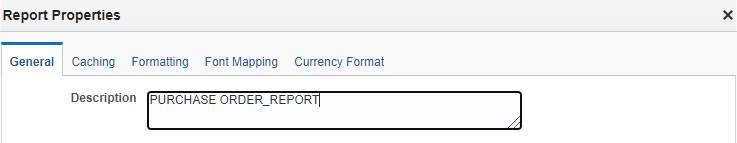 Report Properties
General Caching Formatting Font Mapping Currency Format
Description PURCHASE ORDER_REPORT